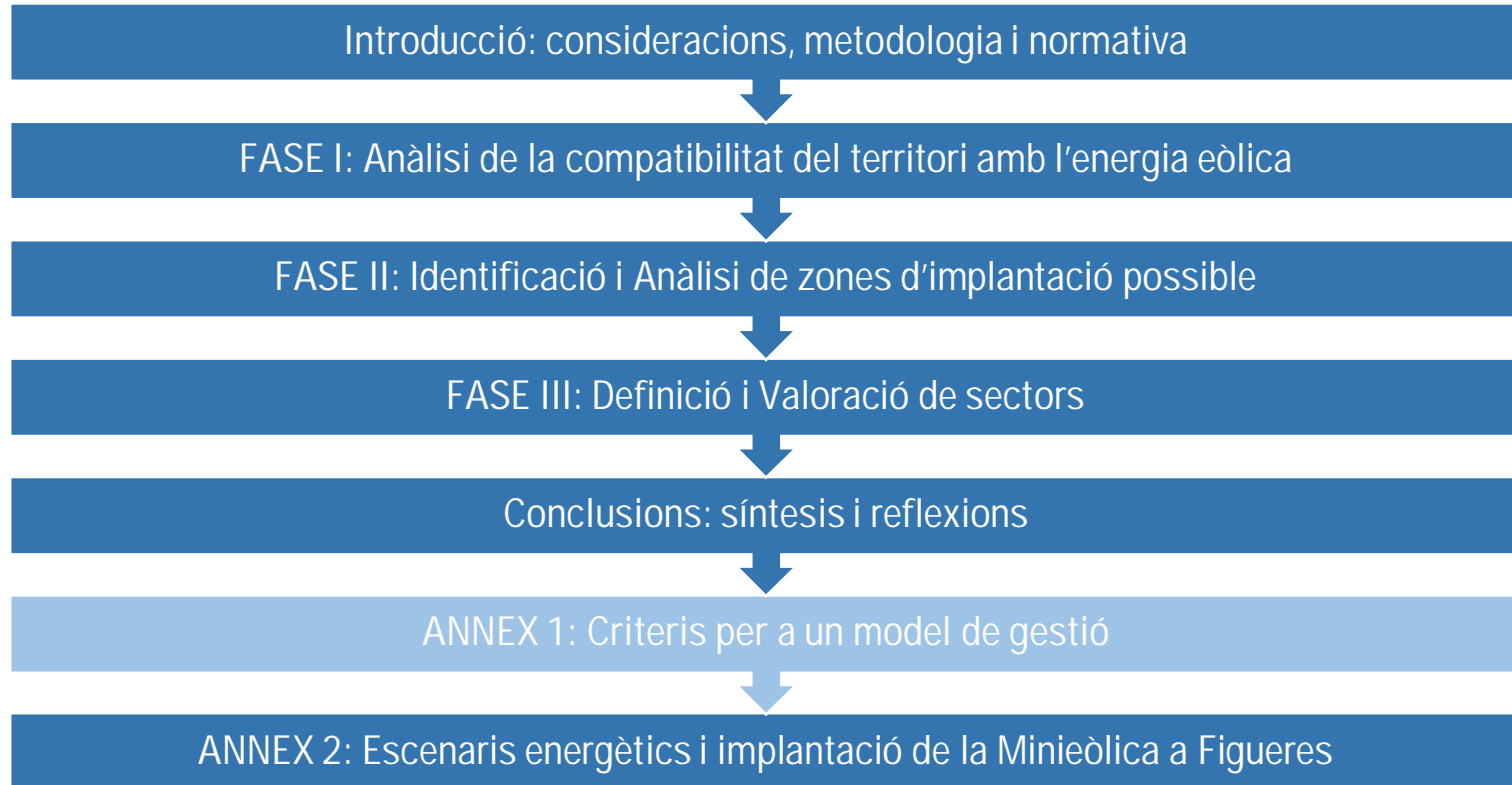 Introducció: consideracions, metodologia i normativa
FASE I: Anàlisi de la compatibilitat del territori amb l'energia eòlica
FASE II: Identificació i Anàlisi de zones d'implantació possible
FASE III: Definició i Valoració de sectors
Conclusions: síntesis i reflexions
ANNEX 1: Criteris per a un model de gestió
ANNEX 2: Escenaris energètics i implantació de la Minieòlica a Figueres